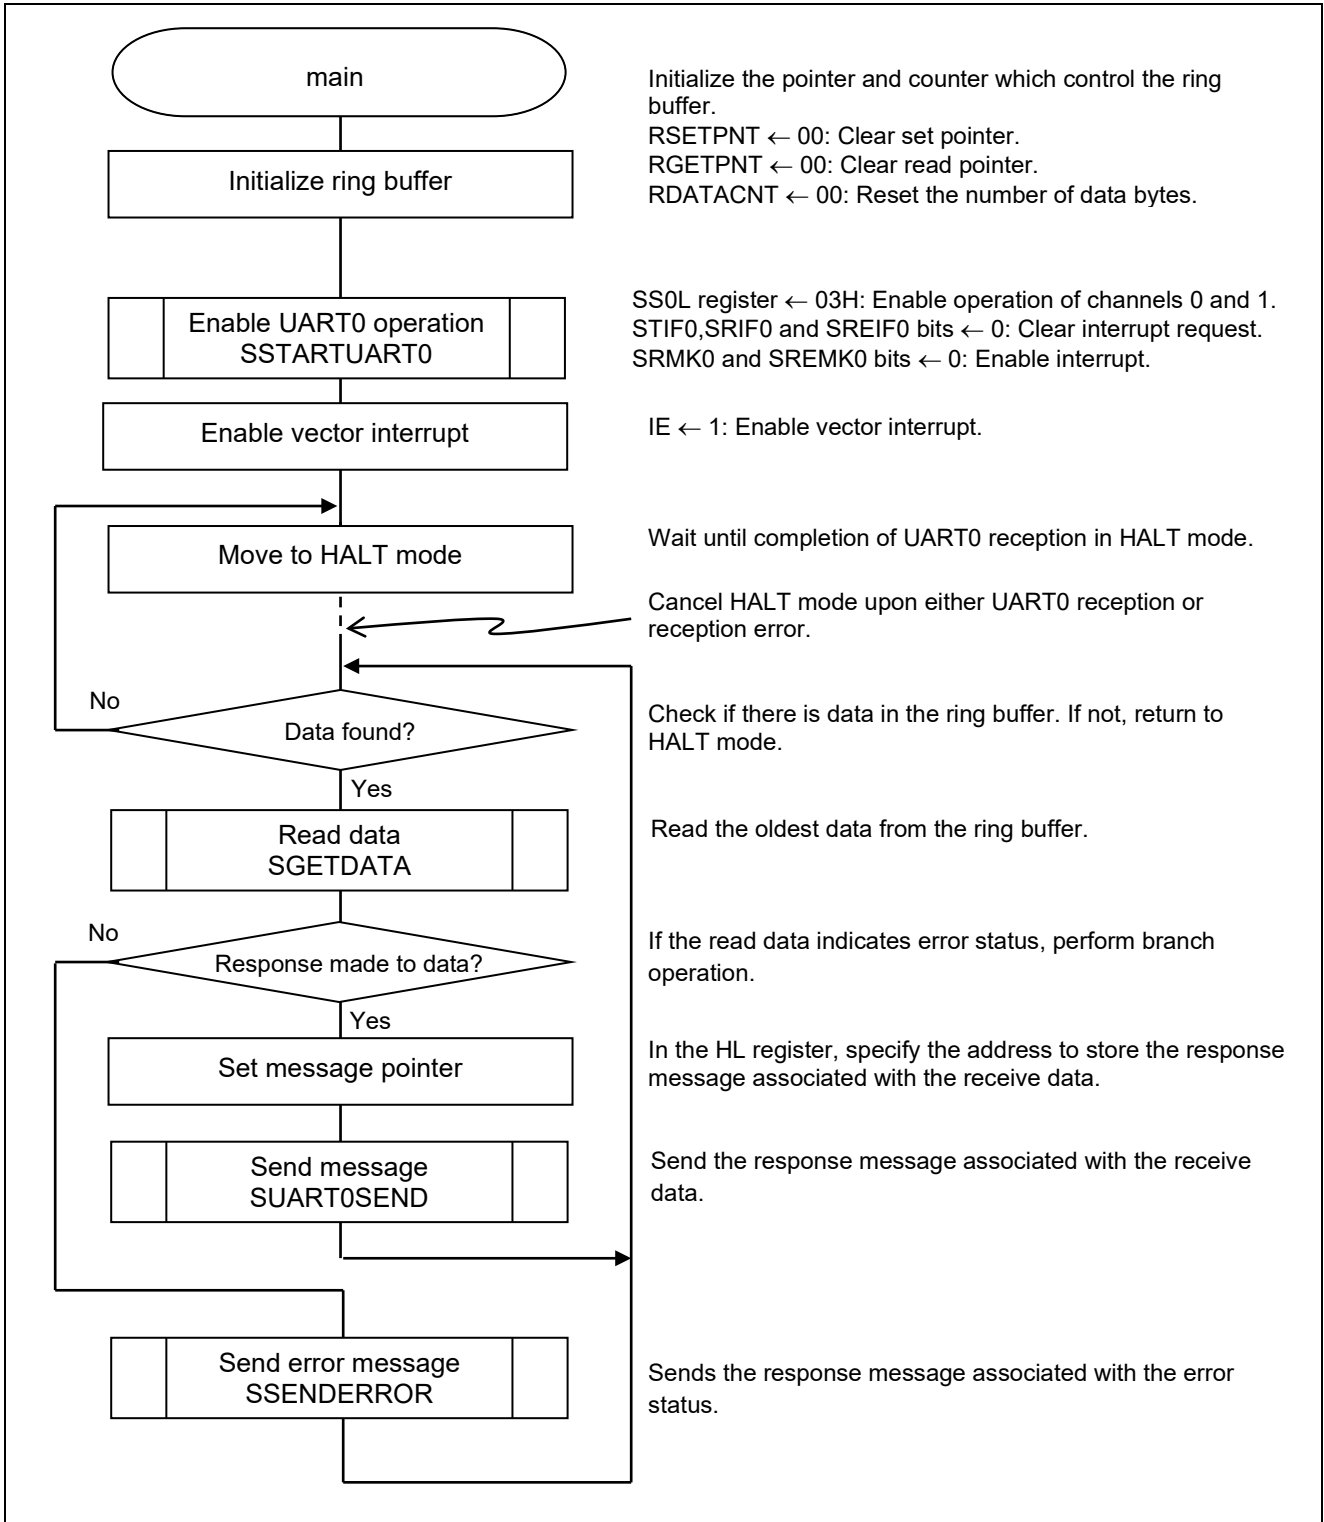 main
Initialize the pointer and counter which control the ring
buffer.
RSETPNT ← 00: Clear set pointer.
RGETPNT ← 00: Clear read pointer.
RDATACNT ← 00: Reset the number of data bytes.
Initialize ring buffer
Enable UART0 operation
SSTARTUART0
SS0L register ← 03H: Enable operation of channels 0 and 1.
STIF0,SRIF0 and SREIF0 bits ← 0: Clear interrupt request.
SRMK0 and SREMK0 bits ← 0: Enable interrupt.
Enable vector interrupt
IE ← 1: Enable vector interrupt.
Move to HALT mode
Wait until completion of UART0 reception in HALT mode.
Cancel HALT mode upon either UART0 reception or
reception error.
No
Data found?
Check if there is data in the ring buffer. If not, return to
HALT mode.
Yes
Read data
SGETDATA
Read the oldest data from the ring buffer.
No
Response made to data?
If the read data indicates error status, perform branch
operation.
Yes
Set message pointer
In the HL register, specify the address to store the response
message associated with the receive data.
Send message
SUART0SEND
Send the response message associated with the receive
data.
Send error message
SSENDERROR
Sends the response message associated with the error
status.